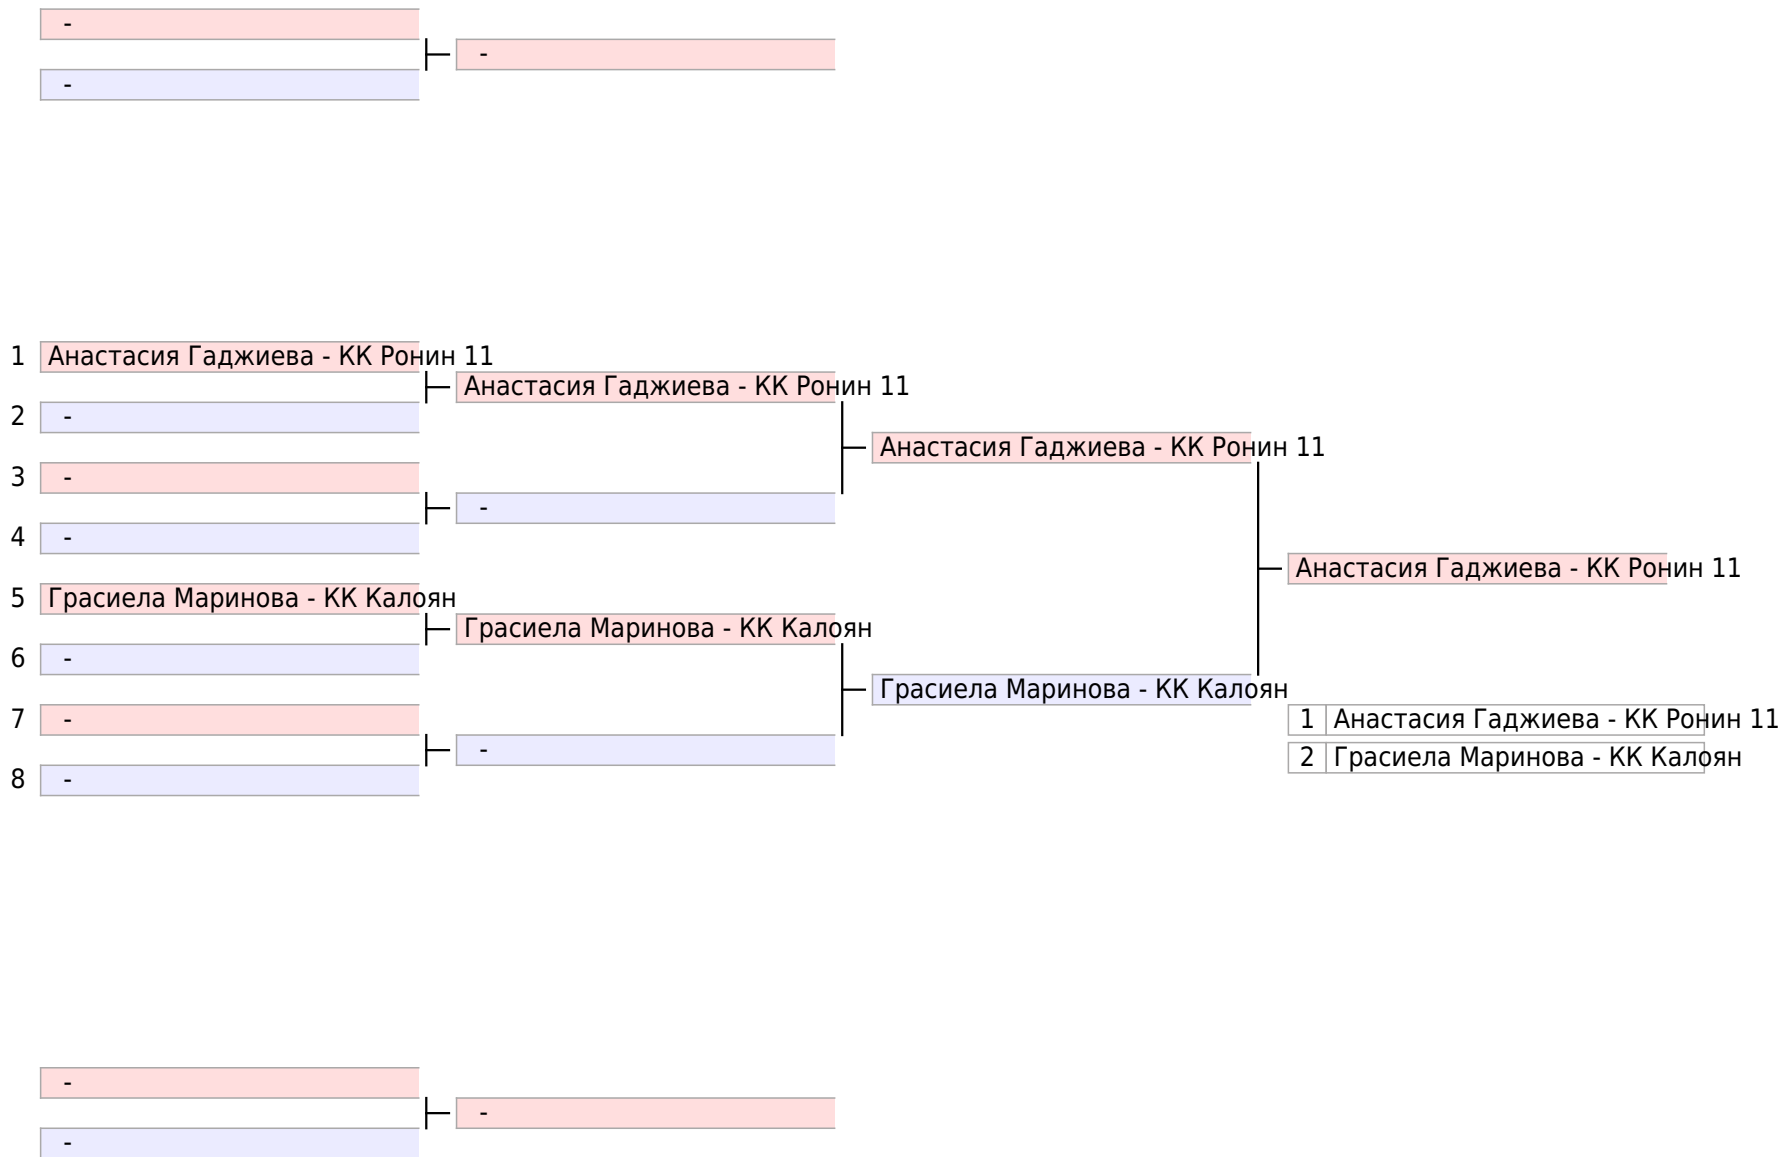 -
-
-
1 Анастасия Гаджиева - КК Ронин 11
Анастасия Гаджиева - КК Ронин 11
2 -
Анастасия Гаджиева - КК Ронин 11
3 -
-
4 -
Анастасия Гаджиева - КК Ронин 11
5 Грасиела Маринова - КК Калоян
Грасиела Маринова - КК Калоян
6 -
Грасиела Маринова - КК Калоян
7 -
1 Анастасия Гаджиева - КК Ронин 11
-
2 Грасиела Маринова - КК Калоян
8 -
-
-
-